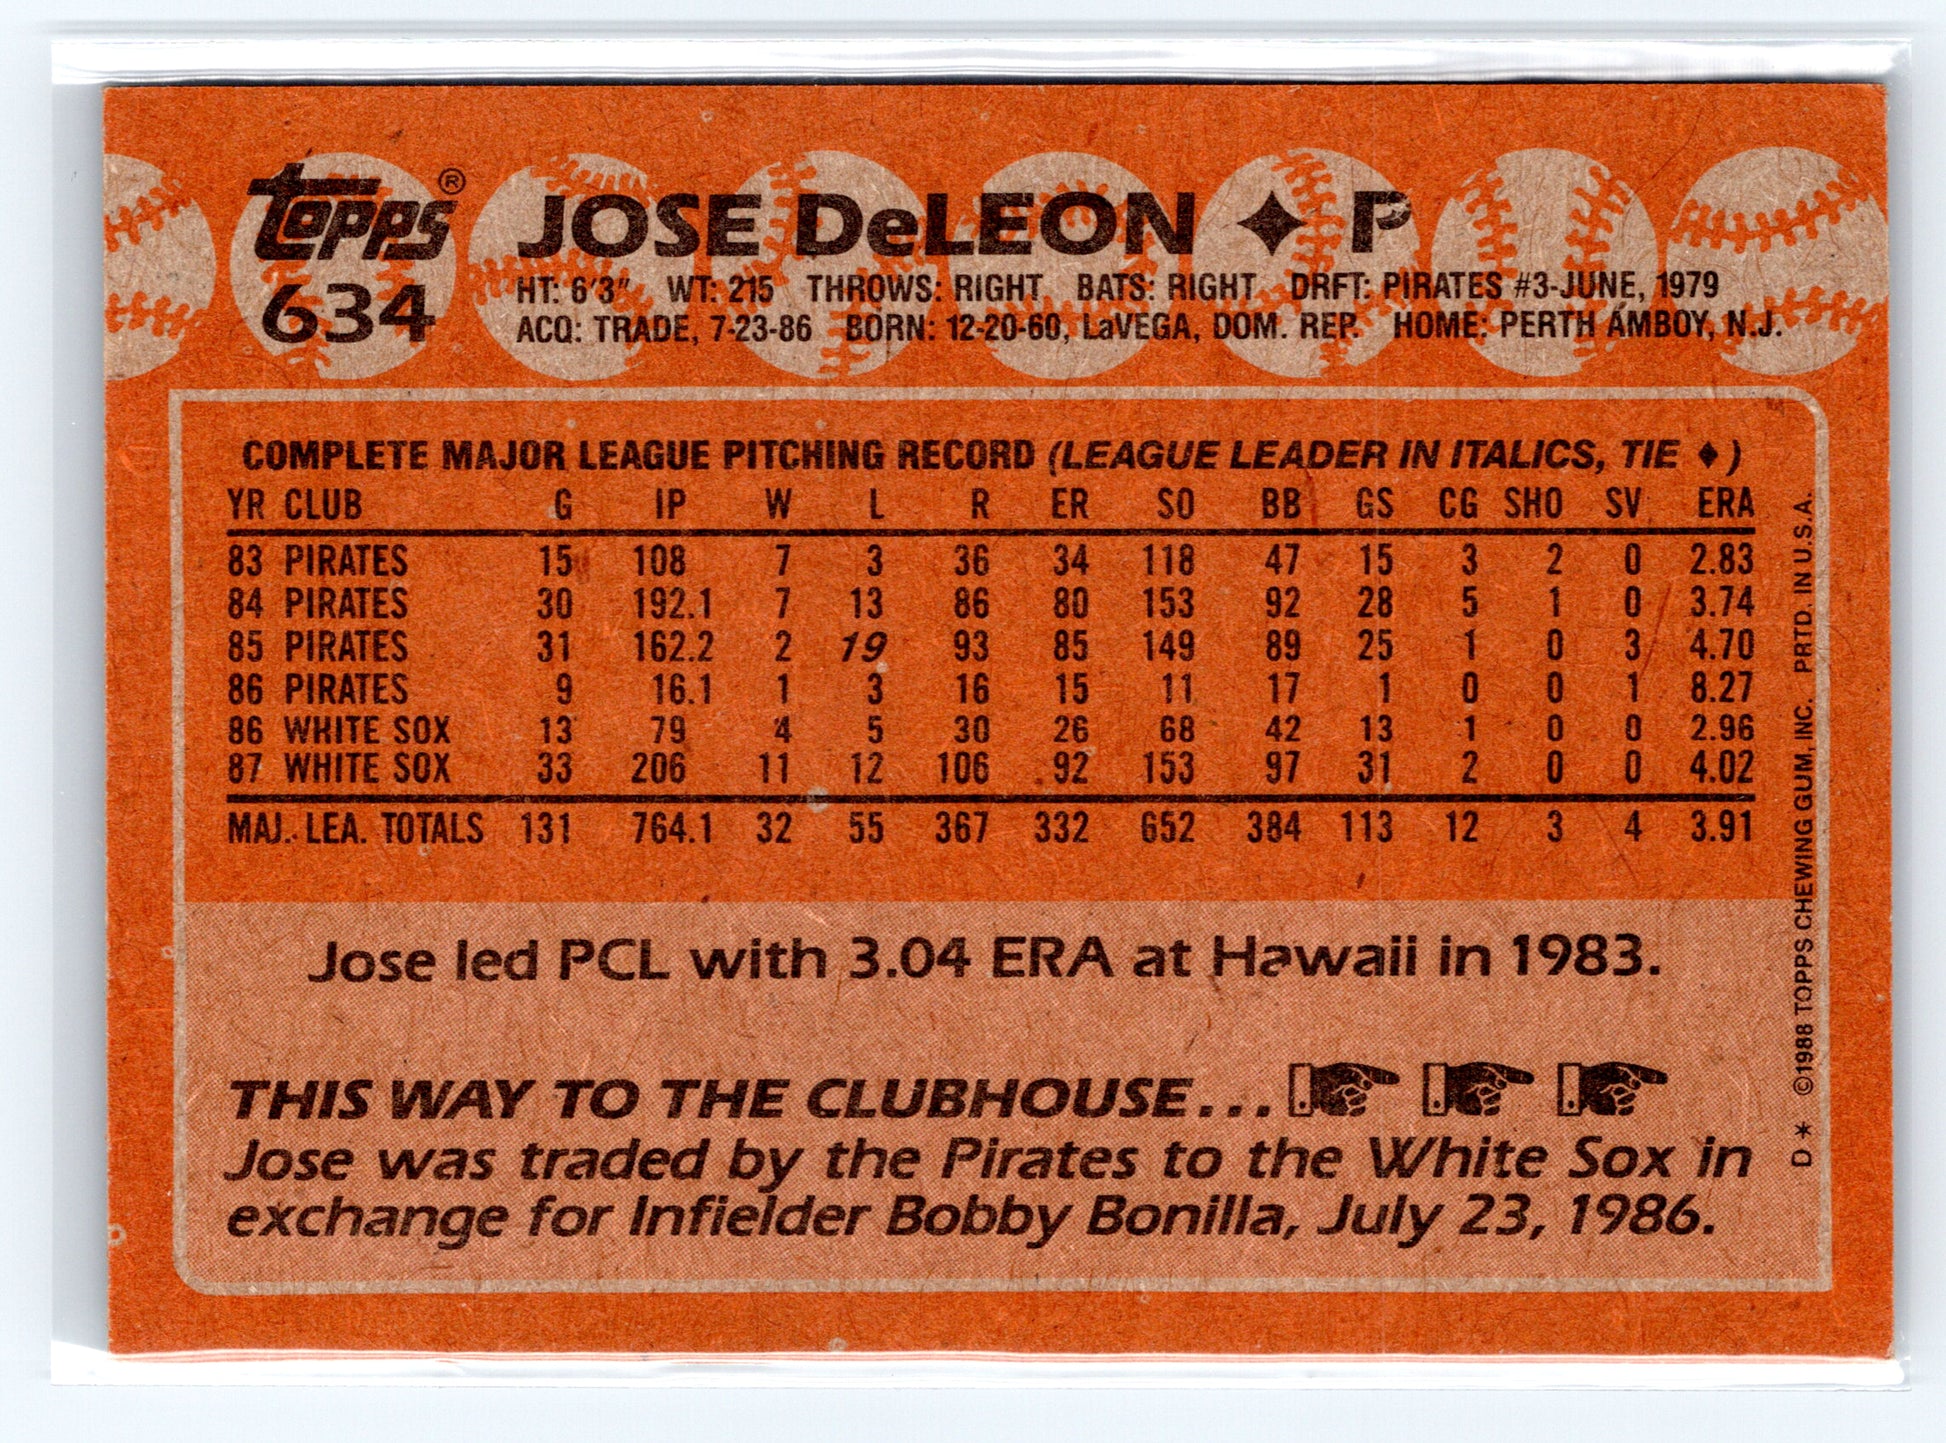 topps®
JOSE DeLEON ✦ P
634
HT: 6'3" WT: 215 THROWS: RIGHT BATS: RIGHT DRFT: PIRATES #3-JUNE, 1979
ACQ: TRADE, 7-23-86 BORN: 12-20-60, LaVEGA, DOM. REP. HOME: PERTH AMBOY, N.J.
COMPLETE MAJOR LEAGUE PITCHING RECORD (LEAGUE LEADER IN ITALICS, TIE ♦)
YR CLUB G IP W L R ER SO BB GS CG SHO SV ERA
83 PIRATES 15 108 7 3 36 34 118 47 15 3 2 0 2.83
84 PIRATES 30 192.1 7 13 86 80 153 92 28 5 1 0 3.74
85 PIRATES 31 162.2 2 19 93 85 149 89 25 1 0 3 4.70
86 PIRATES 9 16.1 1 3 16 15 11 17 1 0 0 1 8.27
86 WHITE SOX 13 79 4 5 30 26 68 42 13 1 0 0 2.96
87 WHITE SOX 33 206 11 12 106 92 153 97 31 2 0 0 4.02
MAJ. LEA. TOTALS 131 764.1 32 55 367 332 652 384 113 12 3 4 3.91
Jose led PCL with 3.04 ERA at Hawaii in 1983.
THIS WAY TO THE CLUBHOUSE...
Jose was traded by the Pirates to the White Sox in
exchange for Infielder Bobby Bonilla, July 23, 1986.
D* ©1988 TOPPS CHEWING GUM, INC. PRTD. IN U.S.A.